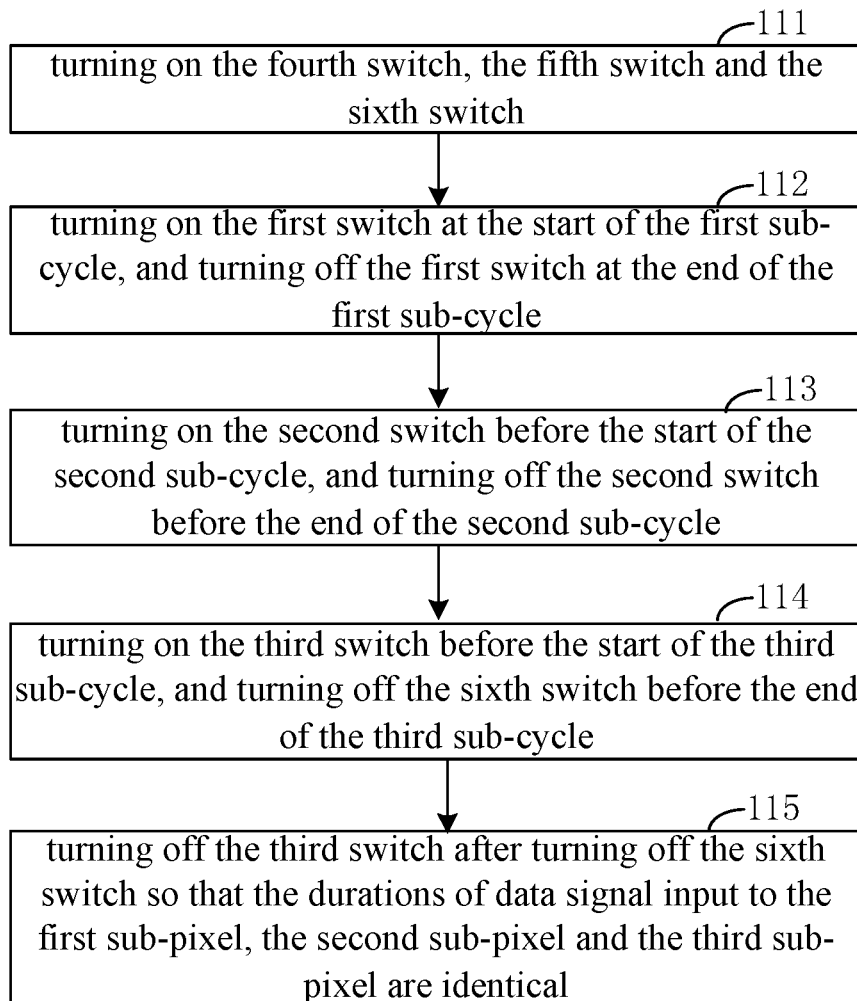 111
turning on the fourth switch, the fifth switch and the
sixth switch
112
turning on the first switch at the start of the first sub-
cycle, and turning off the first switch at the end of the
first sub-cycle
113
turning on the second switch before the start of the
second sub-cycle, and turning off the second switch
before the end of the second sub-cycle
114
turning on the third switch before the start of the third
sub-cycle, and turning off the sixth switch before the end
of the third sub-cycle
115
turning off the third switch after turning off the sixth
switch so that the durations of data signal input to the
first sub-pixel, the second sub-pixel and the third sub-
pixel are identical